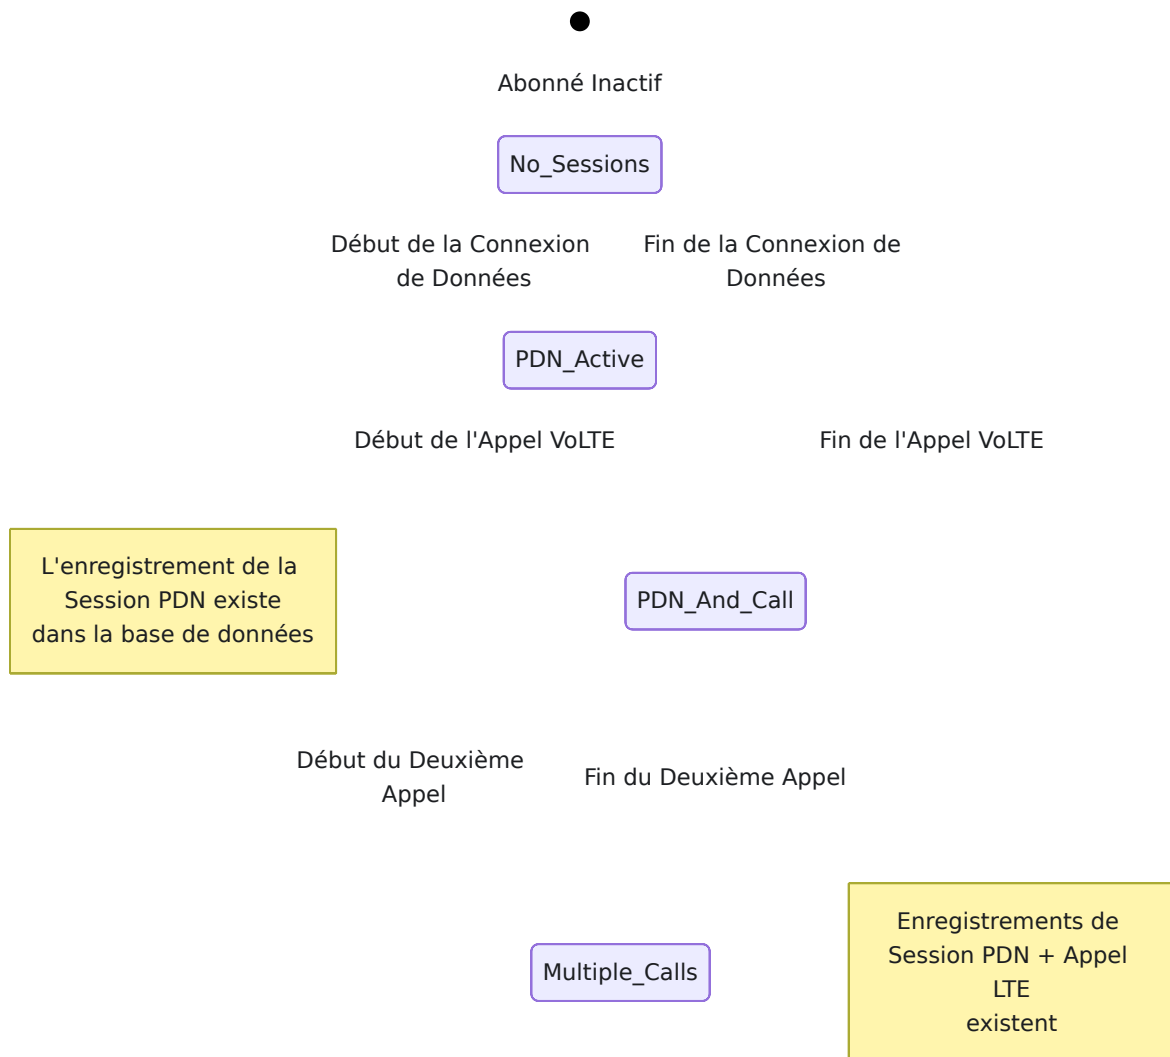 Abonné Inactif
No_Sessions
Début de la Connexion
de Données
Fin de la Connexion de
Données
PDN_Active
Début de l'Appel VoLTE
Fin de l'Appel VoLTE
L'enregistrement de la
Session PDN existe
dans la base de données
PDN_And_Call
Début du Deuxième
Appel
Fin du Deuxième Appel
Enregistrements de
Session PDN + Appel
LTE
existent
Multiple_Calls